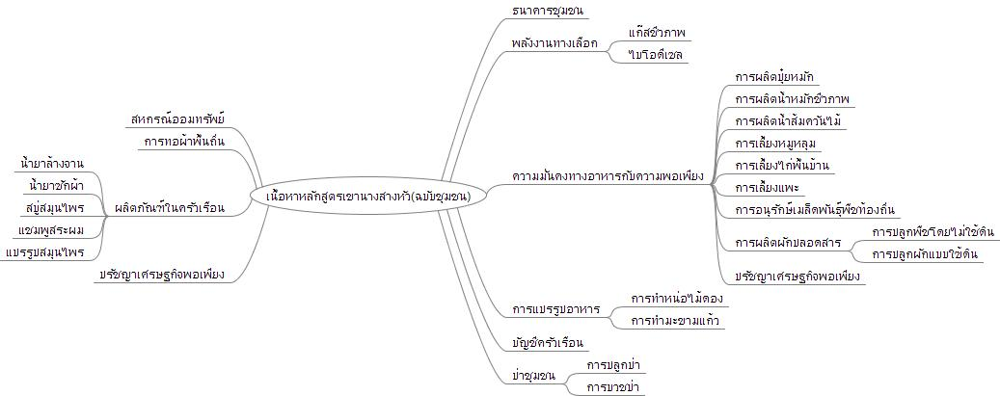 ธนาคารชุมชน
พลังงานทางเลือก
แก๊สชีวภาพ
ไบโอดีเซล
การผลิตปุ๋ยหมัก
การผลิตน้ำหมักชีวภาพ
การผลิตน้ำส้มควันไม้
การเลี้ยงหมูหลุม
ความมั่นคงทางอาหารกับความพอเพียง
การเลี้ยงไก่พื้นบ้าน
การเลี้ยงแพะ
การอนุรักษ์เมล็ดพันธุ์พืชท้องถิ่น
การผลิตผักปลอดสาร
การปลูกพืชโดยไม่ใช้ดิน
การปลูกผักแบบใช้ดิน
ปรัชญาเศรษฐกิจพอเพียง
การแปรรูปอาหาร
การทำหน่อไม้ดอง
การทำมะขามแก้ว
บัญชีครัวเรือน
ป่าชุมชน
การปลูกป่า
การบวชป่า
เนื้อหาหลักสูตรเขานางสางหัว(ฉบับชุมชน)
สหกรณ์ออมทรัพย์
การทอผ้าพื้นถิ่น
ผลิตภัณฑ์ในครัวเรือน
น้ำยาล้างจาน
น้ำยาซักผ้า
สบู่สมุนไพร
แชมพูสระผม
แปรรูปสมุนไพร
ปรัชญาเศรษฐกิจพอเพียง